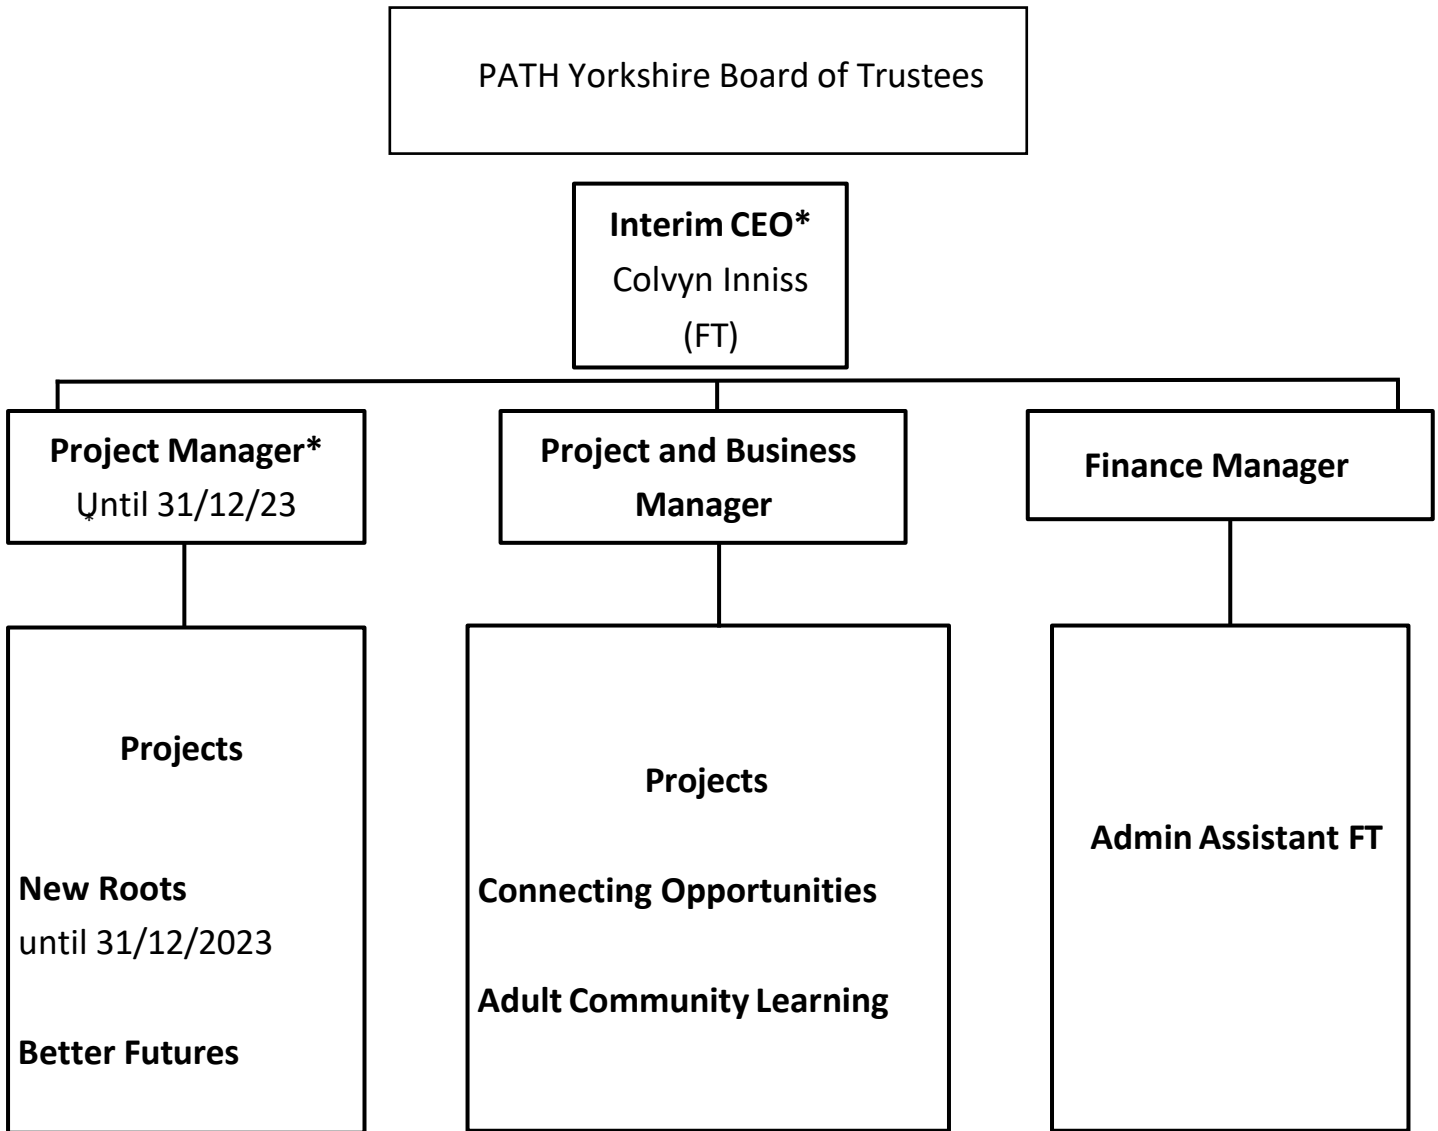 PATH Yorkshire Board of Trustees
Interim CEO*
Colvyn Inniss
(FT)
Project Manager*
Until 31/12/23
*
Project and Business
Manager
Finance Manager
Projects
New Roots
until 31/12/2023
Better Futures
Projects
Connecting Opportunities
Adult Community Learning
Admin Assistant FT